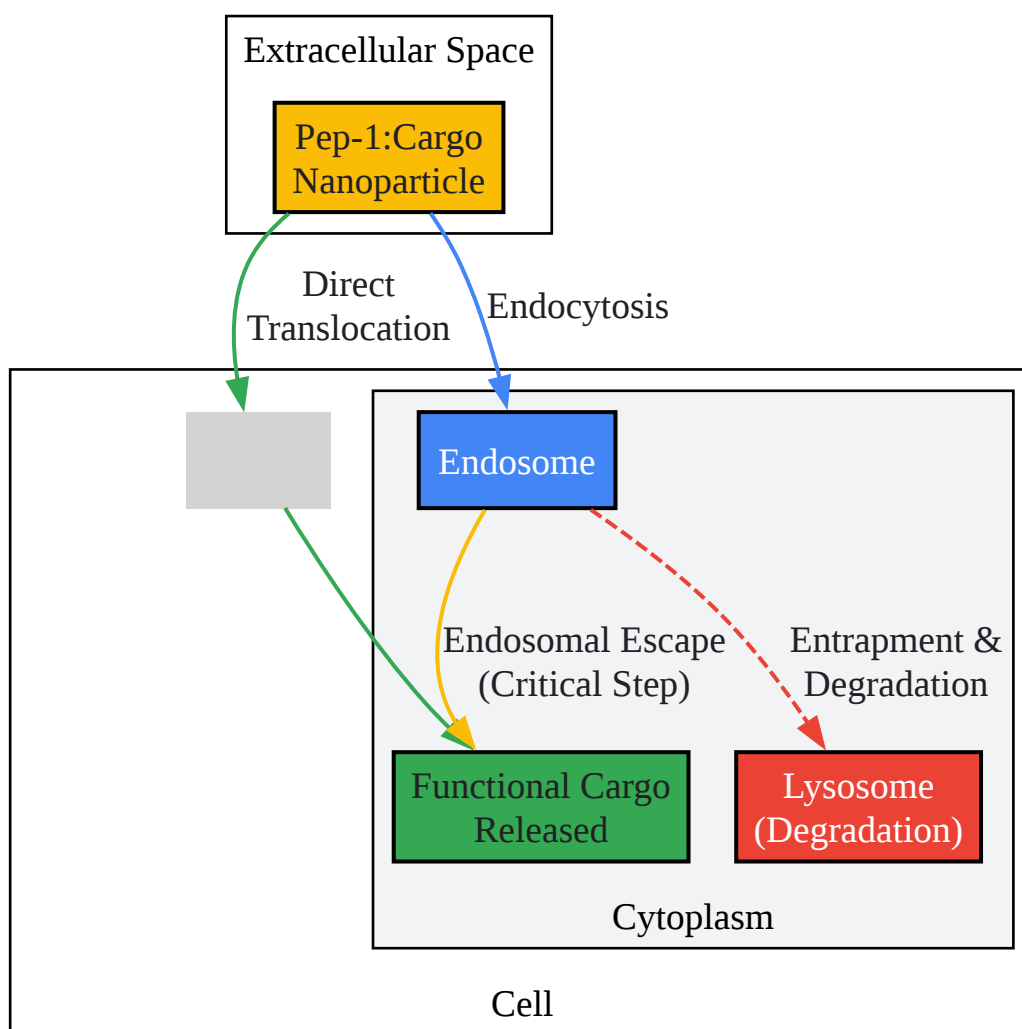 Extracellular Space
Pep-1:Cargo
Nanoparticle
Direct
Translocation
Endocytosis
Endosome
Endosomal Escape
(Critical Step)
Entrapment &
Degradation
Functional Cargo
Released
Lysosome
(Degradation)
Cytoplasm
Cell